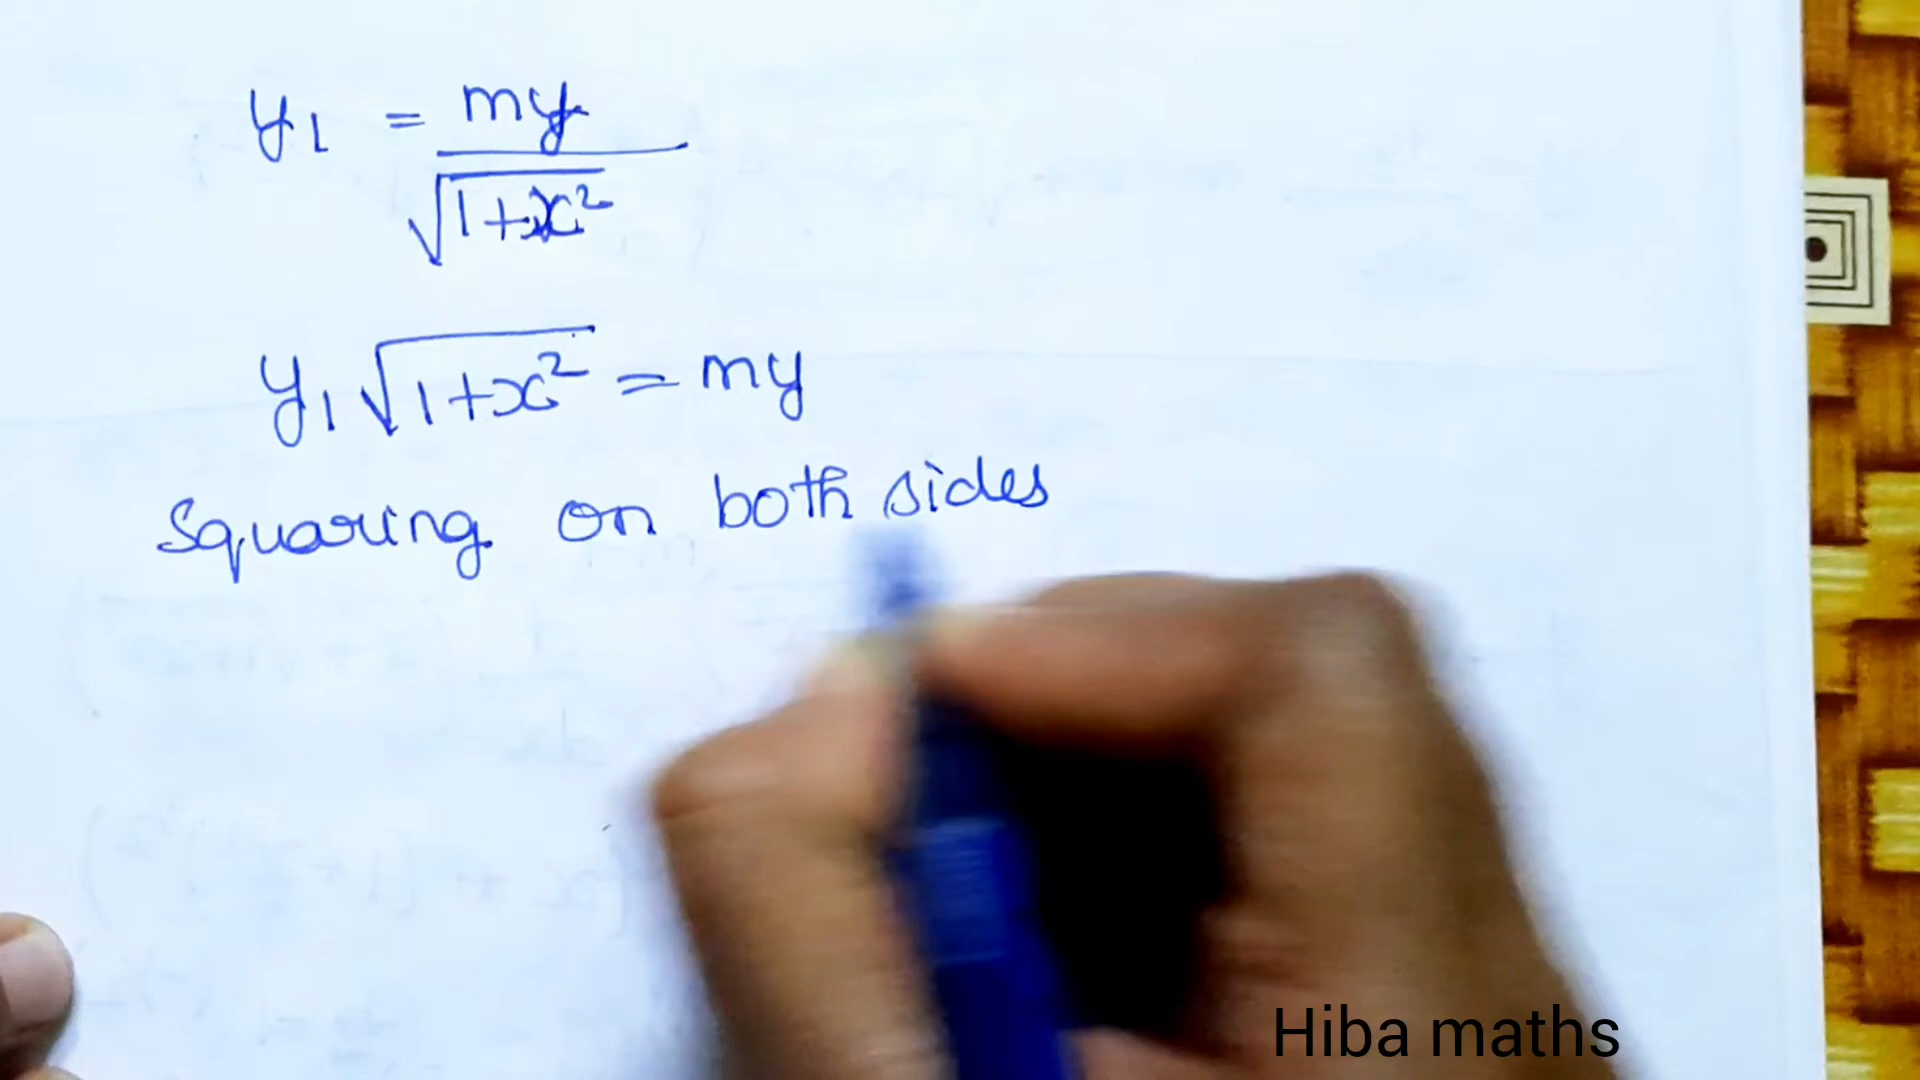 y₁ = my/√(1+x²)
y₁√(1+x²) = my
Squaring on both sides
Hiba maths